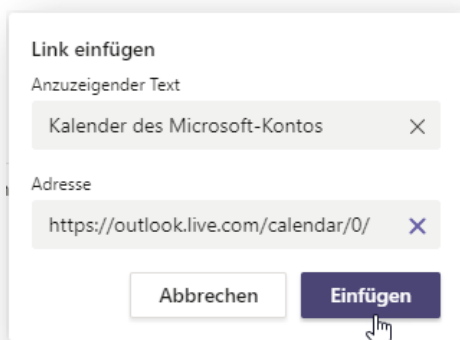 Link einfügen
Anzuzeigender Text
Kalender des Microsoft-Kontos
Adresse
https://outlook.live.com/calendar/0/
Abbrechen
Einfügen